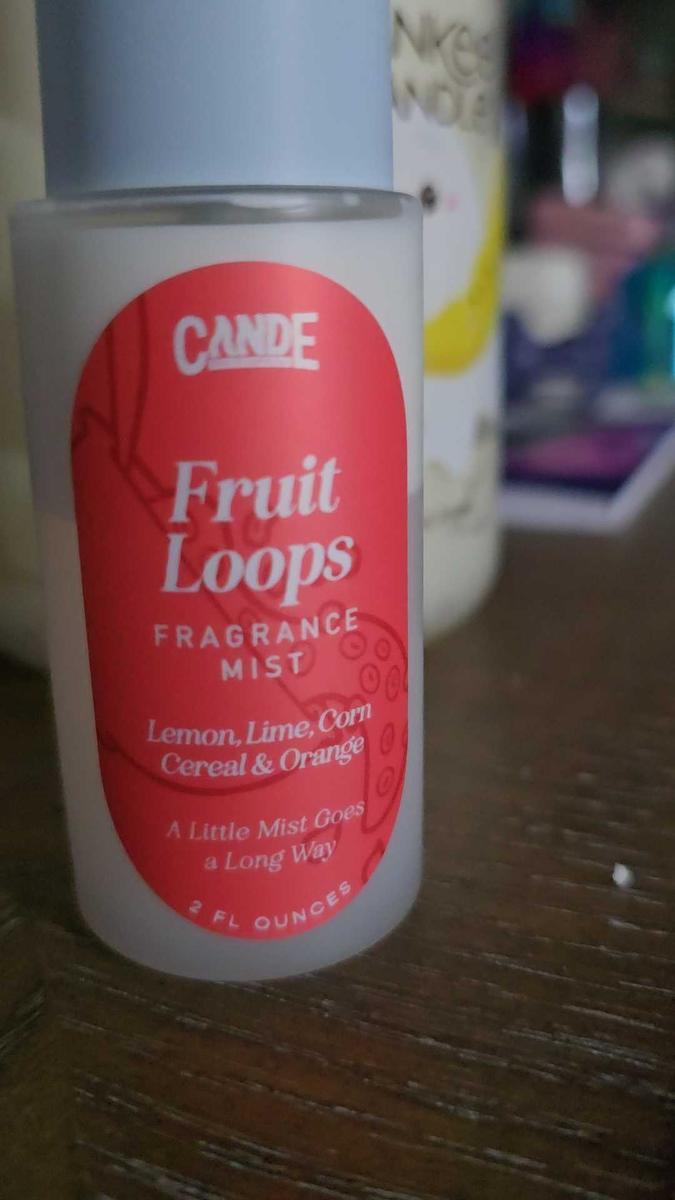 CANDE
Fruit
Loops
FRAGRANCE
MIST
Lemon, Lime, Corn
Cereal & Orange
A Little Mist Goes
a Long Way
2 FL OUNCES